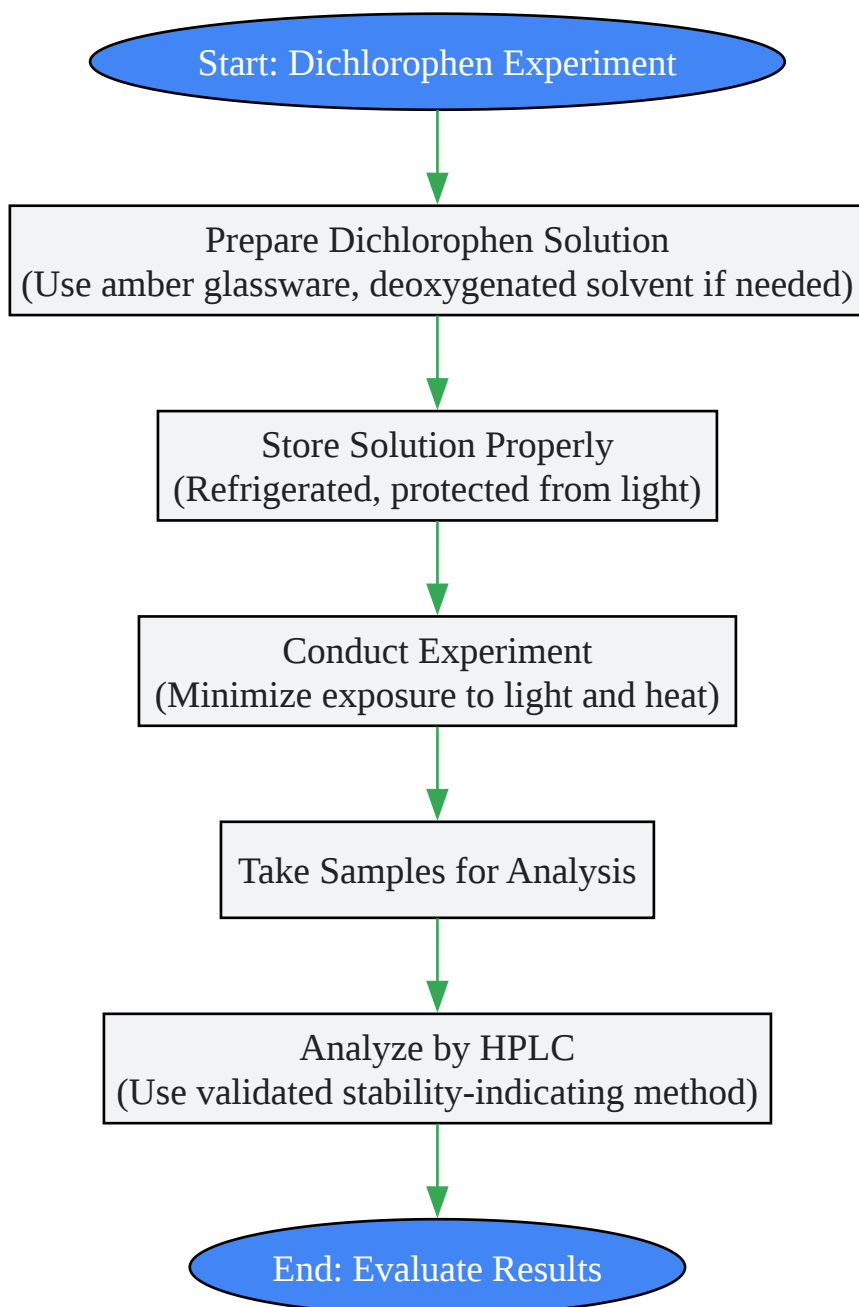 Start: Dichlorophen Experiment
Prepare Dichlorophen Solution
(Use amber glassware, deoxygenated solvent if needed)
Store Solution Properly
(Refrigerated, protected from light)
Conduct Experiment
(Minimize exposure to light and heat)
Take Samples for Analysis
Analyze by HPLC
(Use validated stability-indicating method)
End: Evaluate Results